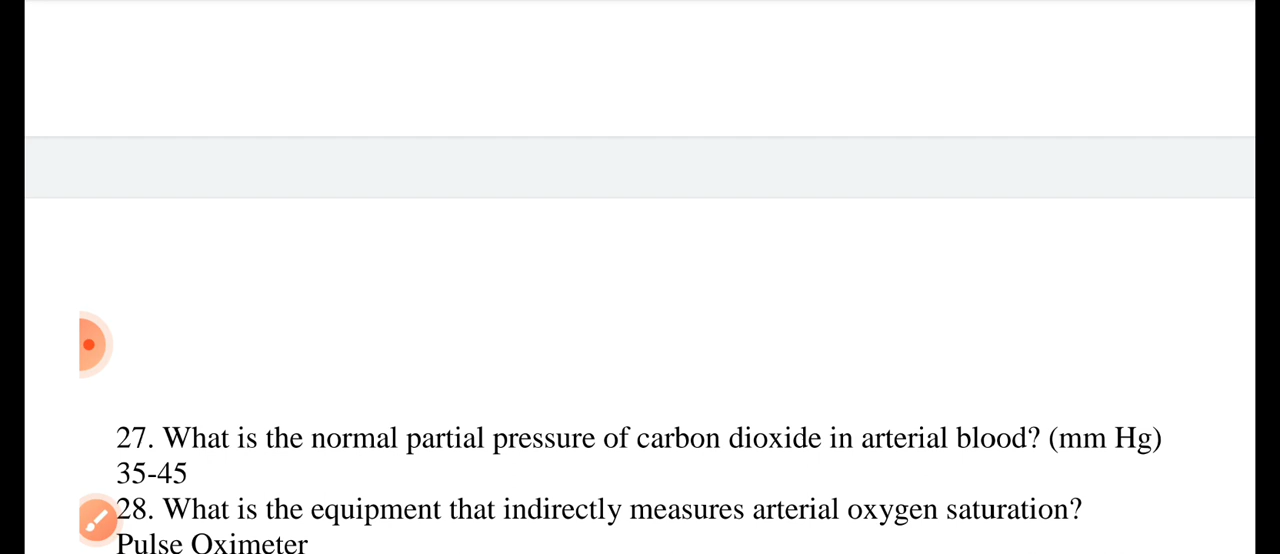 27. What is the normal partial pressure of carbon dioxide in arterial blood? (mm Hg)
35-45
28. What is the equipment that indirectly measures arterial oxygen saturation?
Pulse Oximeter